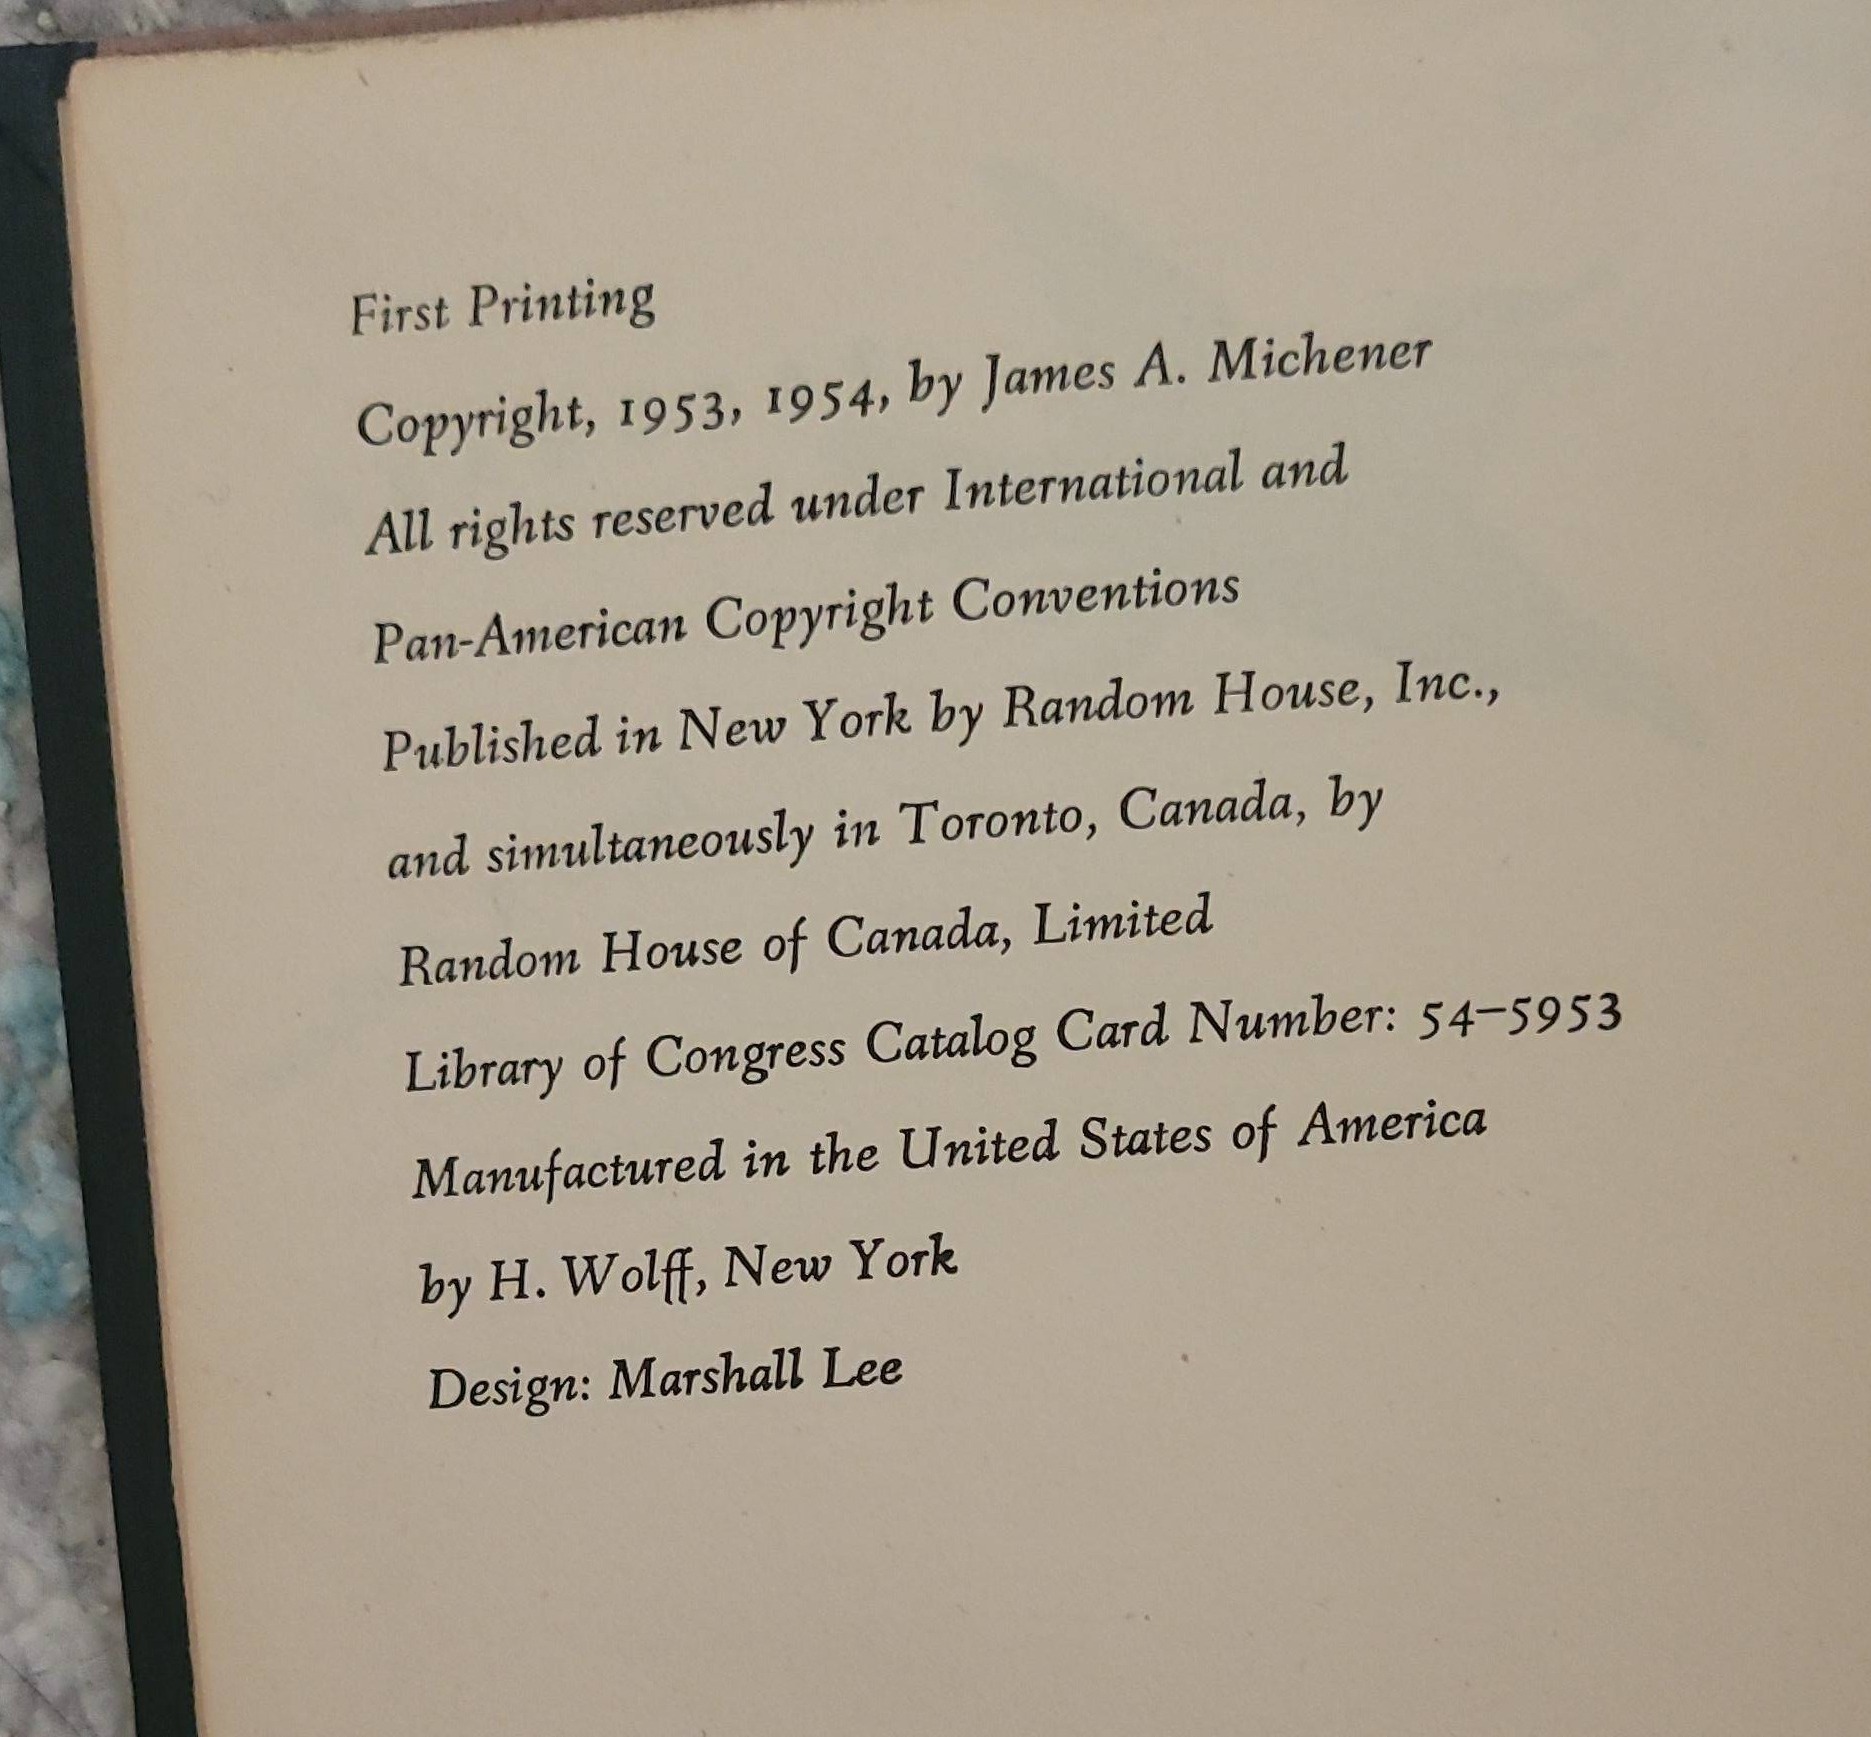 First Printing
Copyright, 1953, 1954, by James A. Michener
All rights reserved under International and
Pan-American Copyright Conventions
Published in New York by Random House, Inc.,
and simultaneously in Toronto, Canada, by
Random House of Canada, Limited
Library of Congress Catalog Card Number: 54–5953
Manufactured in the United States of America
by H. Wolff, New York
Design: Marshall Lee